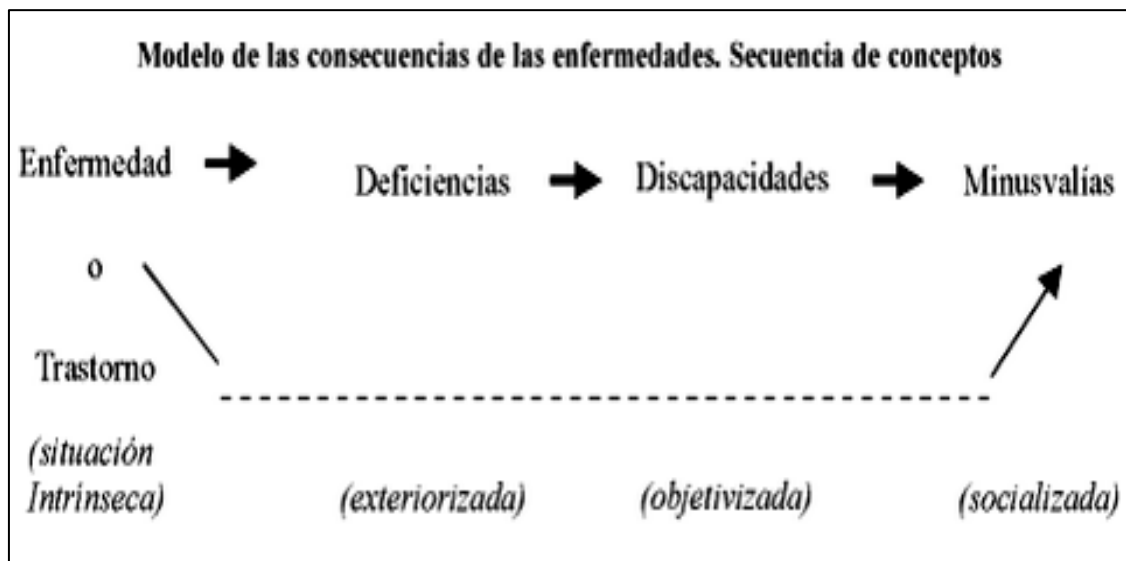 Modelo de las consecuencias de las enfermedades. Secuencia de conceptos
Enfermedad
Deficiencias
Discapacidades
Minusvalías
o
Trastorno
(situación
Intrínseca)
(exteriorizada)
(objetivizada)
(socializada)